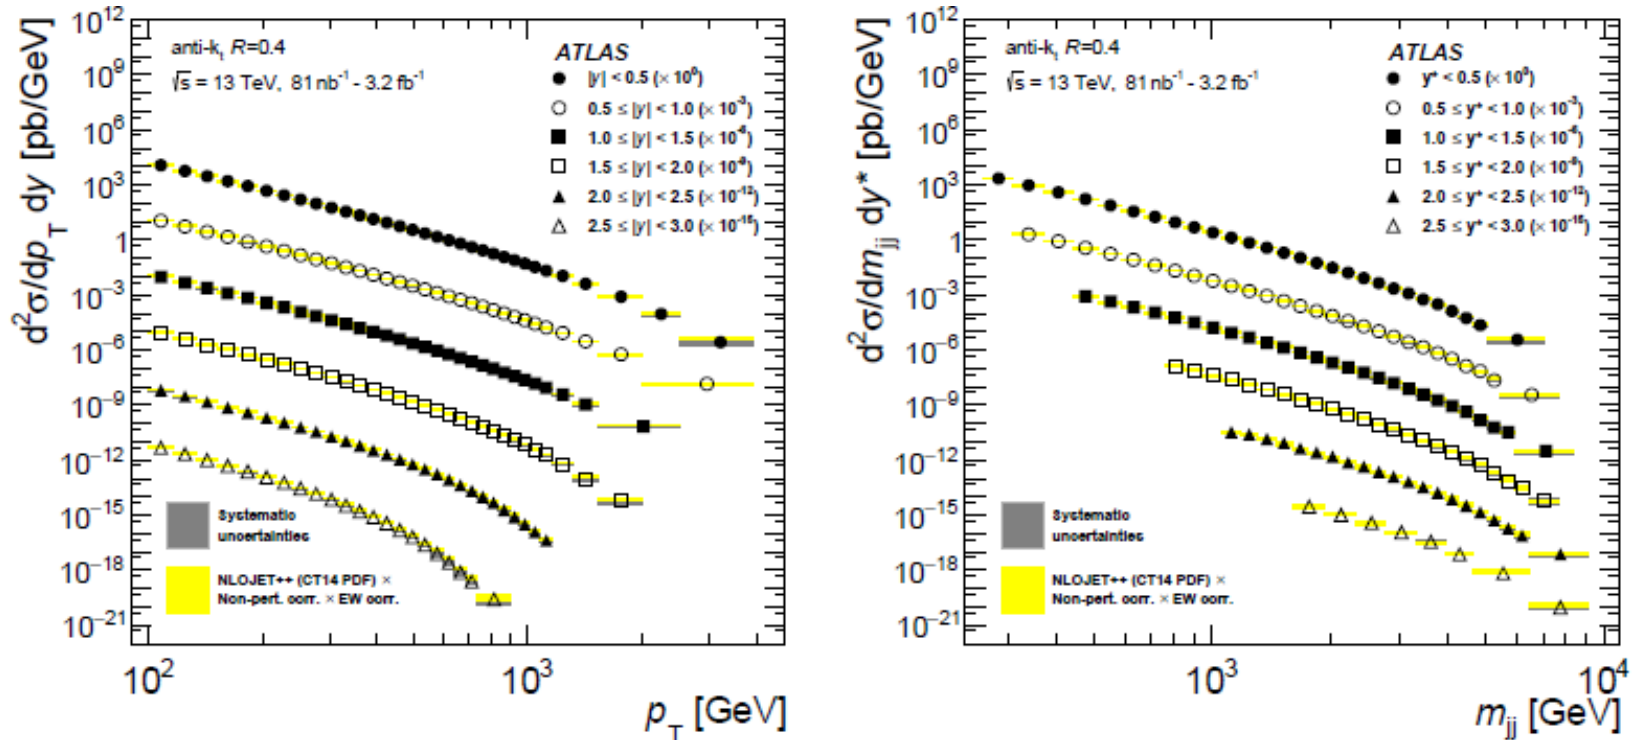 10¹²
10⁹
10⁶
10³
1
10⁻³
10⁻⁶
10⁻⁹
10⁻¹²
10⁻¹⁵
10⁻¹⁸
10⁻²¹
d²σ/dp_T dy [pb/GeV]
anti-k_t R=0.4
√s = 13 TeV, 81 nb⁻¹ - 3.2 fb⁻¹
ATLAS
|y| < 0.5 (× 10⁰)
0.5 ≤ |y| < 1.0 (× 10⁻³)
1.0 ≤ |y| < 1.5 (× 10⁻⁶)
1.5 ≤ |y| < 2.0 (× 10⁻⁹)
2.0 ≤ |y| < 2.5 (× 10⁻¹²)
2.5 ≤ |y| < 3.0 (× 10⁻¹⁵)
Systematic
uncertainties
NLOJET++ (CT14 PDF) ×
Non-pert. corr. × EW corr.
10² 10³
p_T [GeV]
10¹²
10⁹
10⁶
10³
1
10⁻³
10⁻⁶
10⁻⁹
10⁻¹²
10⁻¹⁵
10⁻¹⁸
10⁻²¹
d²σ/dm_jj dy* [pb/GeV]
anti-k_t R=0.4
√s = 13 TeV, 81 nb⁻¹ - 3.2 fb⁻¹
ATLAS
y* < 0.5 (× 10⁰)
0.5 ≤ y* < 1.0 (× 10⁻³)
1.0 ≤ y* < 1.5 (× 10⁻⁶)
1.5 ≤ y* < 2.0 (× 10⁻⁹)
2.0 ≤ y* < 2.5 (× 10⁻¹²)
2.5 ≤ y* < 3.0 (× 10⁻¹⁵)
Systematic
uncertainties
NLOJET++ (CT14 PDF) ×
Non-pert. corr. × EW corr.
10³ 10⁴
m_jj [GeV]